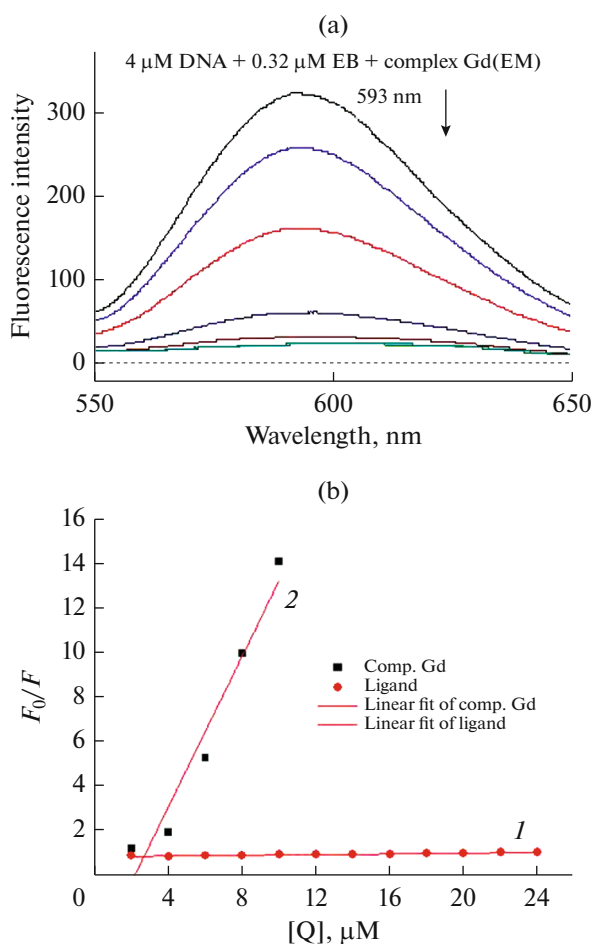 (a)
4 μM DNA + 0.32 μM EB + complex Gd(EM)
593 nm
300
200
100
0
Fluorescence intensity
550 600 650
Wavelength, nm
(b)
16
14
12
10
8
6
4
2
0
F0/F
2
Comp. Gd
Ligand
Linear fit of comp. Gd
Linear fit of ligand
1
4 8 12 16 20 24
[Q], μM